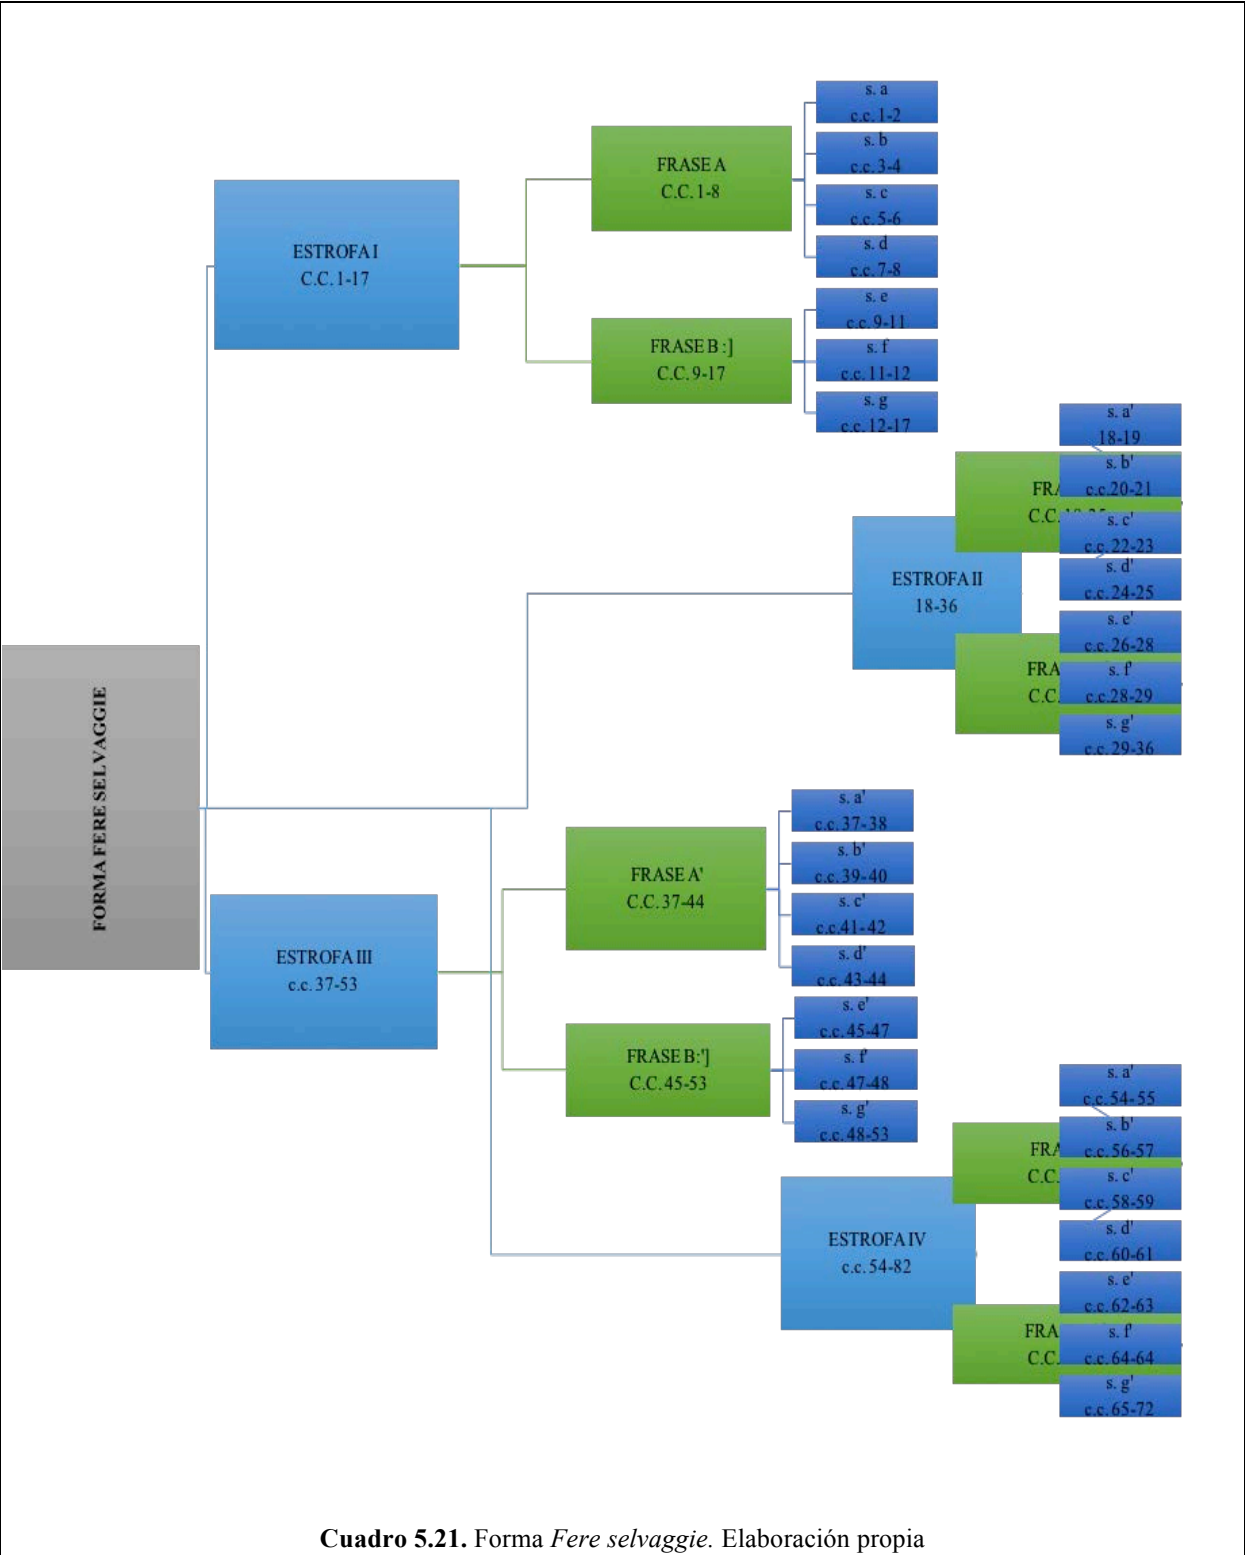 FORMA FERE SELVAGGIE
ESTROFA I
C.C. 1-17
FRASE A
C.C. 1-8
s. a
c.c. 1-2
s. b
c.c. 3-4
s. c
c.c. 5-6
s. d
c.c. 7-8
FRASE B :]
C.C. 9-17
s. e
c.c. 9-11
s. f
c.c. 11-12
s. g
c.c. 12-17
ESTROFA II
18-36
FRA
C.C.
s. a'
18-19
s. b'
c.c.20-21
s. c'
c.c. 22-23
s. d'
c.c. 24-25
FRA
C.C.
s. e'
c.c. 26-28
s. f'
c.c.28-29
s. g'
c.c. 29-36
ESTROFA III
c.c. 37-53
FRASE A'
C.C. 37-44
s. a'
c.c. 37-38
s. b'
c.c. 39-40
s. c'
c.c.41-42
s. d'
c.c. 43-44
FRASE B:']
C.C. 45-53
s. e'
c.c. 45-47
s. f'
c.c. 47-48
s. g'
c.c. 48-53
ESTROFA IV
c.c. 54-82
FRA
C.C.
s. a'
c.c. 54-55
s. b'
c.c. 56-57
s. c'
c.c. 58-59
s. d'
c.c. 60-61
FRA
C.C.
s. e'
c.c. 62-63
s. f'
c.c. 64-64
s. g'
c.c. 65-72
Cuadro 5.21. Forma Fere selvaggie. Elaboración propia